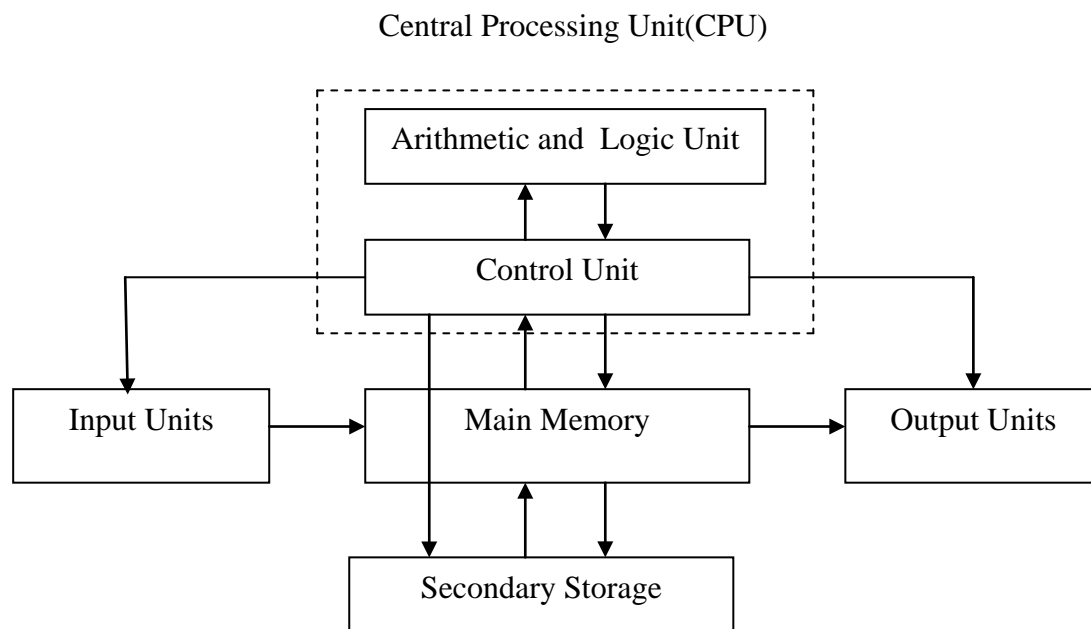 Central Processing Unit(CPU)
Arithmetic and Logic Unit
Control Unit
Input Units
Main Memory
Output Units
Secondary Storage